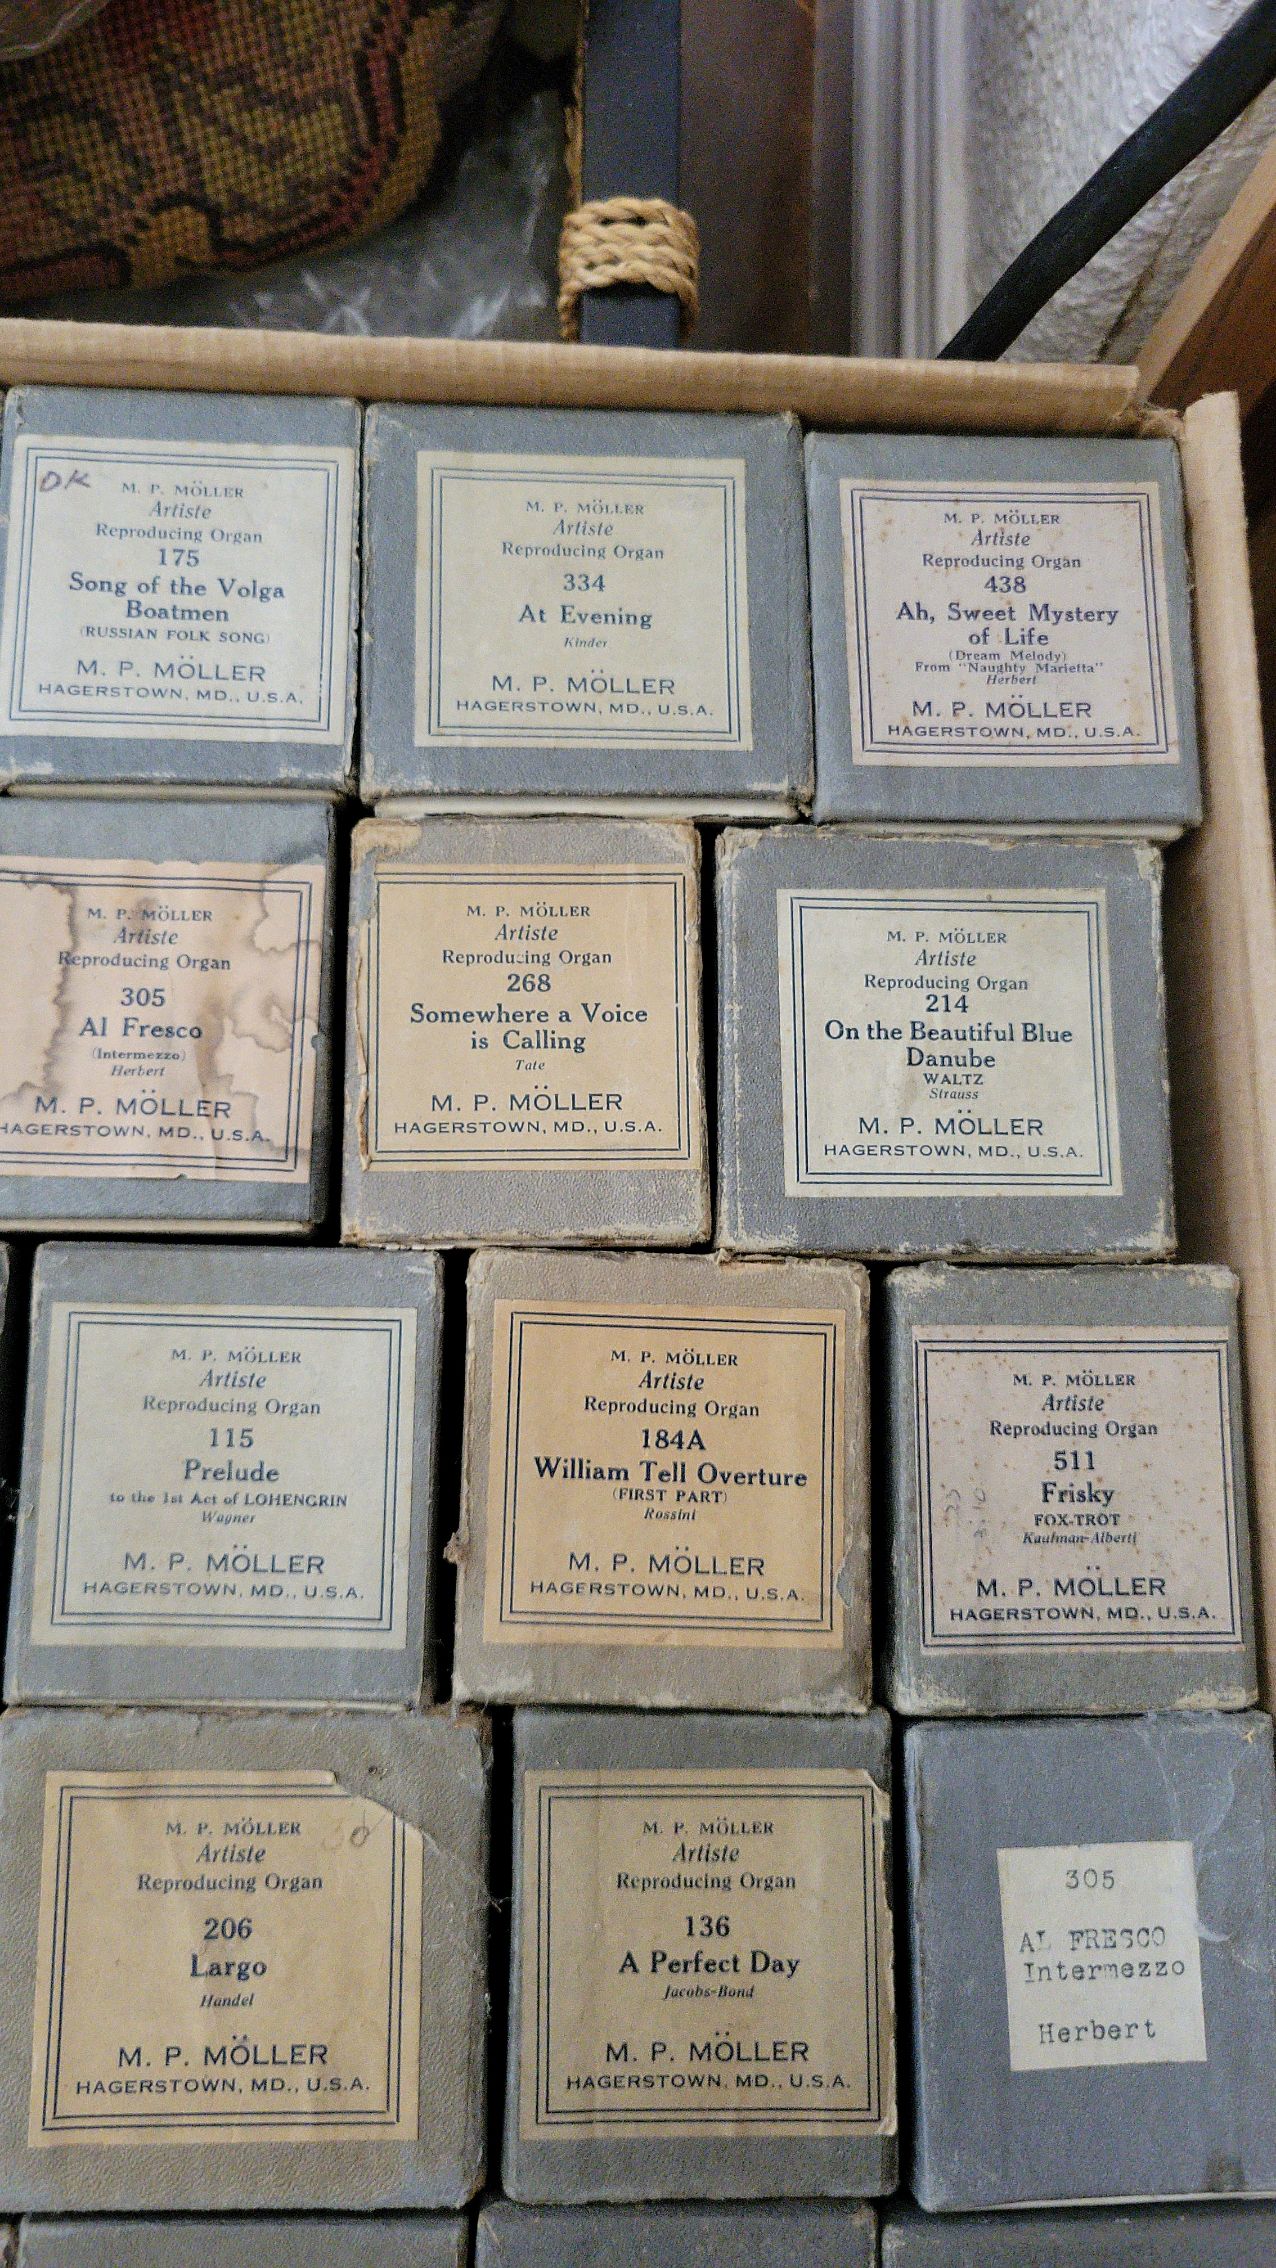 OK
M. P. MÖLLER
Artiste
Reproducing Organ
175
Song of the Volga
Boatmen
(RUSSIAN FOLK SONG)
M. P. MÖLLER
HAGERSTOWN, MD., U.S.A.
M. P. MÖLLER
Artiste
Reproducing Organ
334
At Evening
Kinder
M. P. MÖLLER
HAGERSTOWN, MD., U.S.A.
M. P. MÖLLER
Artiste
Reproducing Organ
438
Ah, Sweet Mystery
of Life
(Dream Melody)
From "Naughty Marietta"
Herbert
M. P. MÖLLER
HAGERSTOWN, MD., U.S.A.
M. P. MÖLLER
Artiste
Reproducing Organ
305
Al Fresco
(Intermezzo)
Herbert
M. P. MÖLLER
HAGERSTOWN, MD., U.S.A.
M. P. MÖLLER
Artiste
Reproducing Organ
268
Somewhere a Voice
is Calling
Tate
M. P. MÖLLER
HAGERSTOWN, MD., U.S.A.
M. P. MÖLLER
Artiste
Reproducing Organ
214
On the Beautiful Blue
Danube
WALTZ
Strauss
M. P. MÖLLER
HAGERSTOWN, MD., U.S.A.
M. P. MÖLLER
Artiste
Reproducing Organ
115
Prelude
to the 1st Act of LOHENGRIN
Wagner
M. P. MÖLLER
HAGERSTOWN, MD., U.S.A.
M. P. MÖLLER
Artiste
Reproducing Organ
184A
William Tell Overture
(FIRST PART)
Rossini
M. P. MÖLLER
HAGERSTOWN, MD., U.S.A.
M. P. MÖLLER
Artiste
Reproducing Organ
511
Frisky
FOX-TROT
Kaufman-Alberti
M. P. MÖLLER
HAGERSTOWN, MD., U.S.A.
M. P. MÖLLER
Artiste
Reproducing Organ
206
Largo
Handel
M. P. MÖLLER
HAGERSTOWN, MD., U.S.A.
M. P. MÖLLER
Artiste
Reproducing Organ
136
A Perfect Day
Jacobs-Bond
M. P. MÖLLER
HAGERSTOWN, MD., U.S.A.
305
AL FRESCO
Intermezzo
Herbert